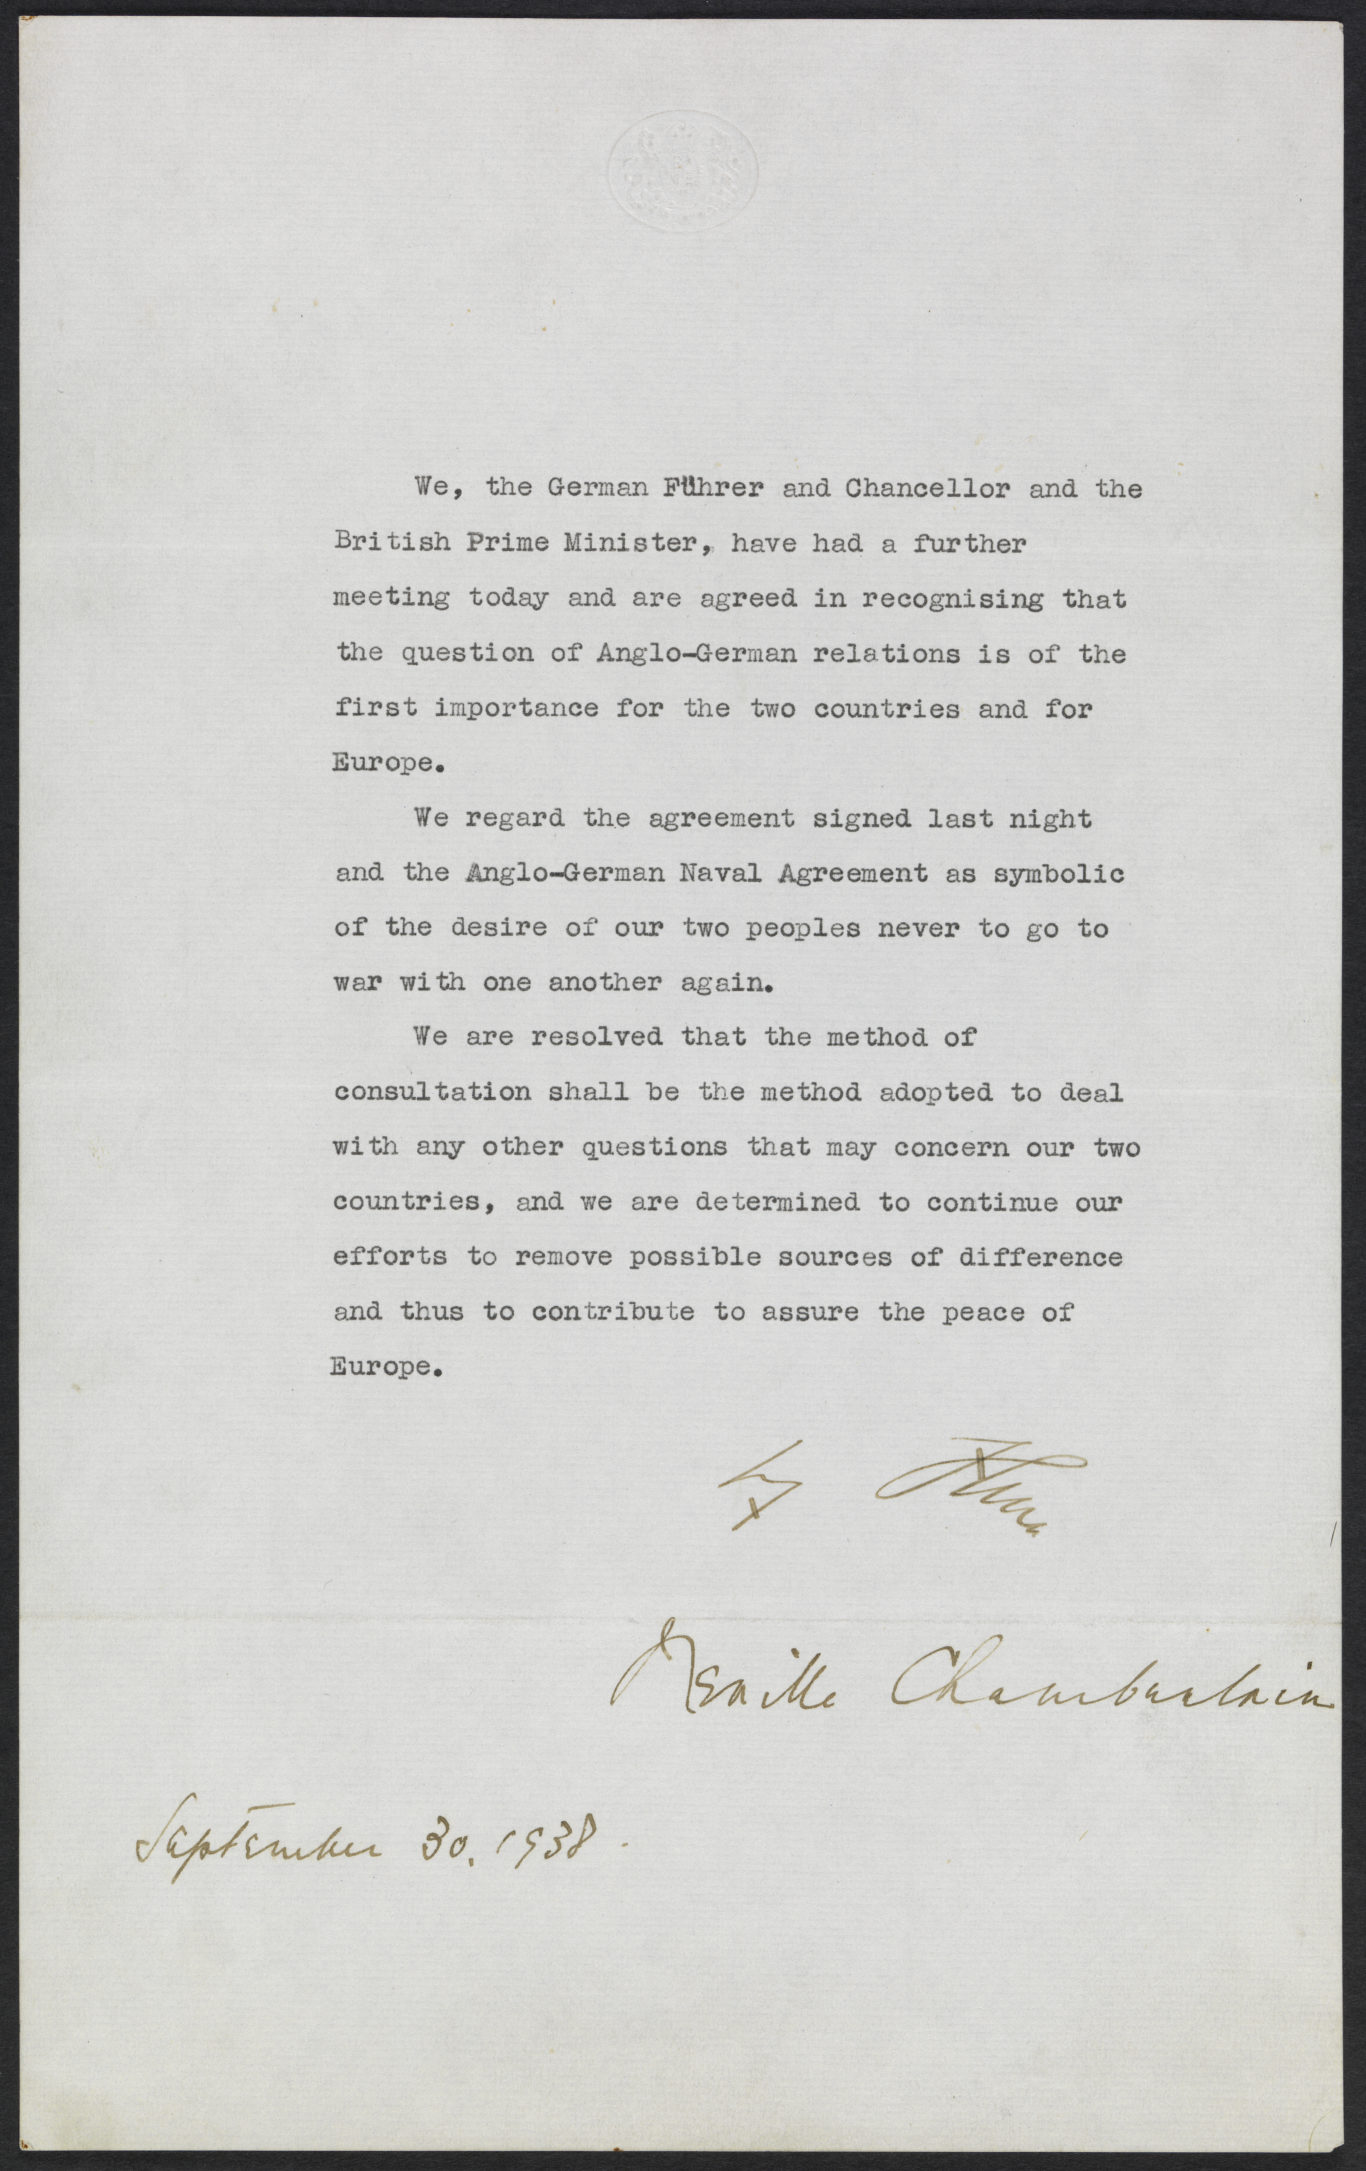 We, the German Führer and Chancellor and the
British Prime Minister, have had a further
meeting today and are agreed in recognising that
the question of Anglo-German relations is of the
first importance for the two countries and for
Europe.
We regard the agreement signed last night
and the Anglo-German Naval Agreement as symbolic
of the desire of our two peoples never to go to
war with one another again.
We are resolved that the method of
consultation shall be the method adopted to deal
with any other questions that may concern our two
countries, and we are determined to continue our
efforts to remove possible sources of difference
and thus to contribute to assure the peace of
Europe.
Neville Chamberlain
September 30, 1938.